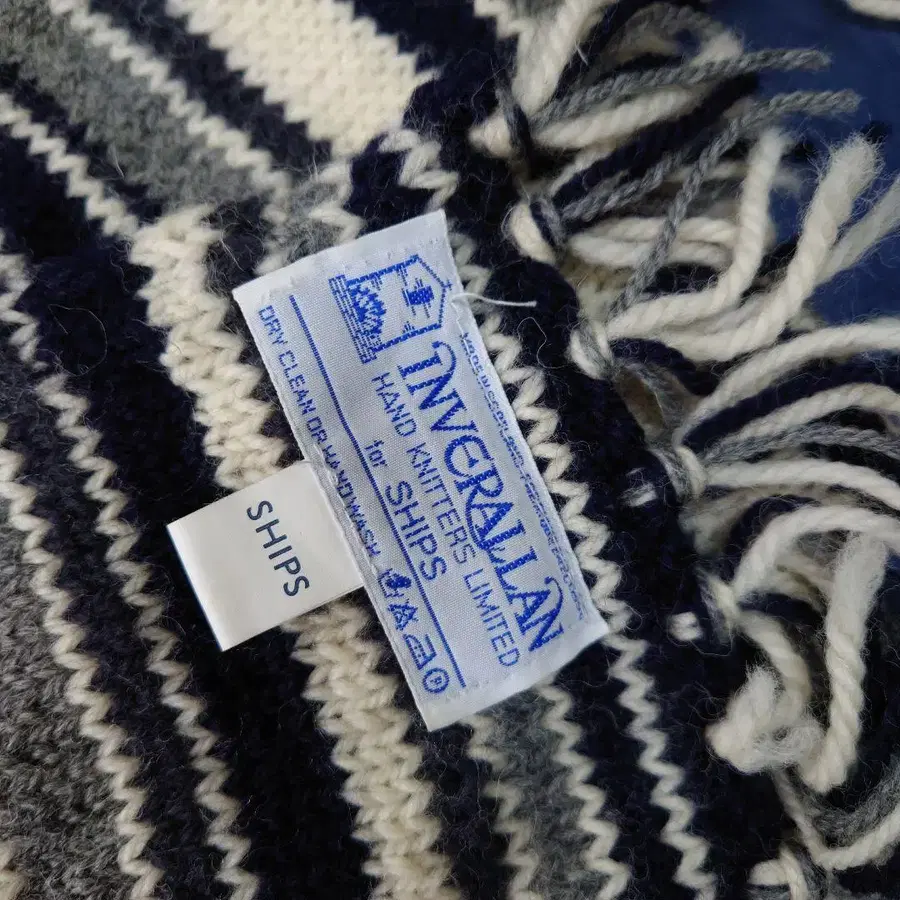 INVERALLAN
HAND KNITTERS LIMITED
for SHIPS
DRY CLEAN OR HANDWASH
SHIPS